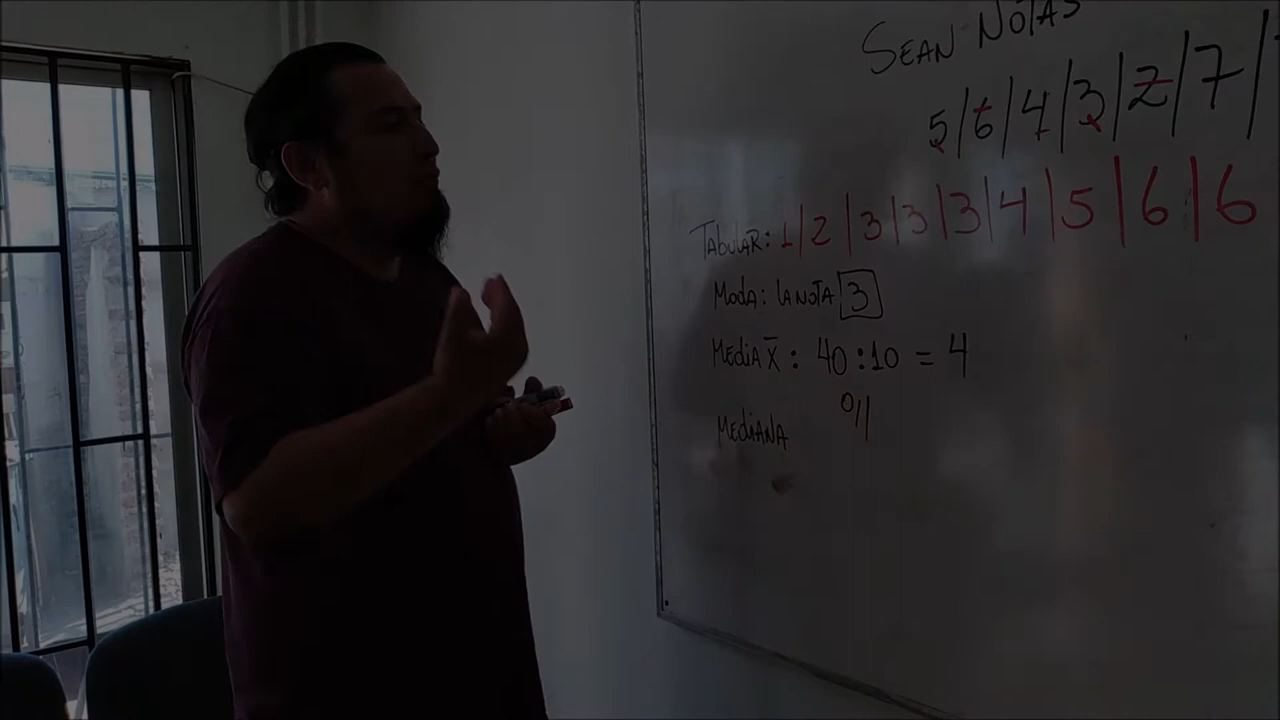 SEAN NOTAS
5/6/4/3/2/7/
TABULAR: 1/2/3/3/3/4/5/6/6
MODA: LA NOTA 3
MEDIA X̄: 40:10 = 4
0//
MEDIANA